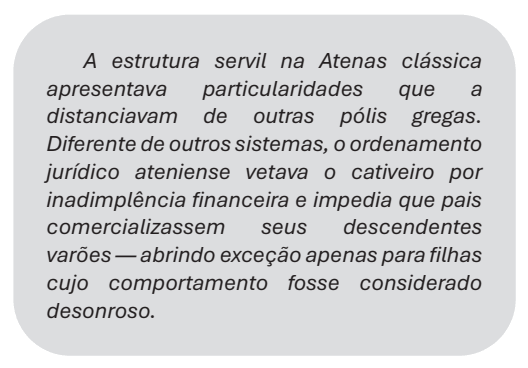 A estrutura servil na Atenas clássica
apresentava particularidades que a
distanciavam de outras pólis gregas.
Diferente de outros sistemas, o ordenamento
jurídico ateniense vetava o cativeiro por
inadimplência financeira e impedia que pais
comercializassem seus descendentes
varões — abrindo exceção apenas para filhas
cujo comportamento fosse considerado
desonroso.